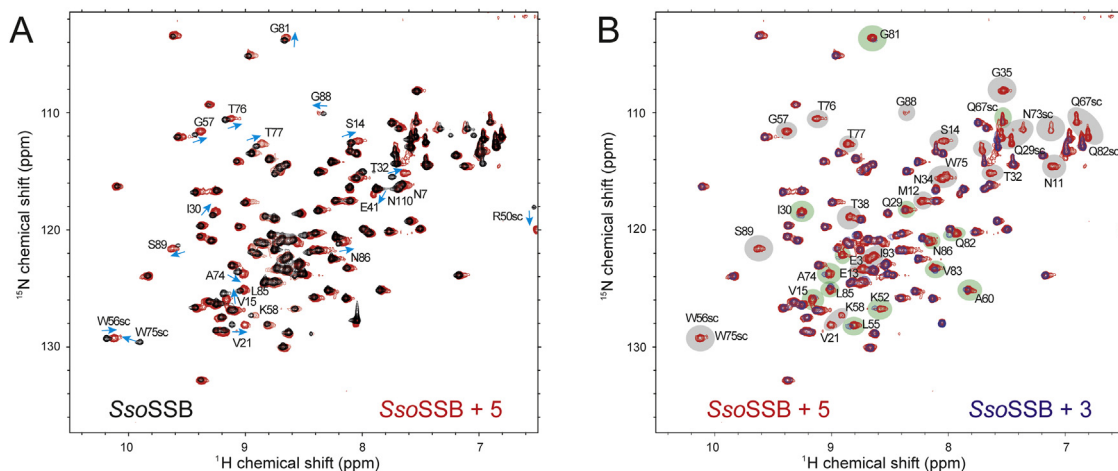 A
G81
G88
T76
G57
T77
S14
T32
N7
N110
E41
I30
R50sc
S89
N86
A74
L85
V15
K58
W56sc
W75sc
V21
SsoSSB
SsoSSB + 5
110
120
130
10
9
8
7
¹H chemical shift (ppm)
¹⁵N chemical shift (ppm)
B
G81
G35
G88
Q67sc
N73sc
Q67sc
T76
G57
T77
S14
Q29sc
Q82sc
W75
T32
N11
N34
M12
I30
Q29
T38
S89
Q82
N86
I93
E3
A74
E13
V83
V15
L85
K52
A60
K58
L55
V21
W75sc
SsoSSB + 5
SsoSSB + 3
110
120
130
10
9
8
7
¹H chemical shift (ppm)
¹⁵N chemical shift (ppm)